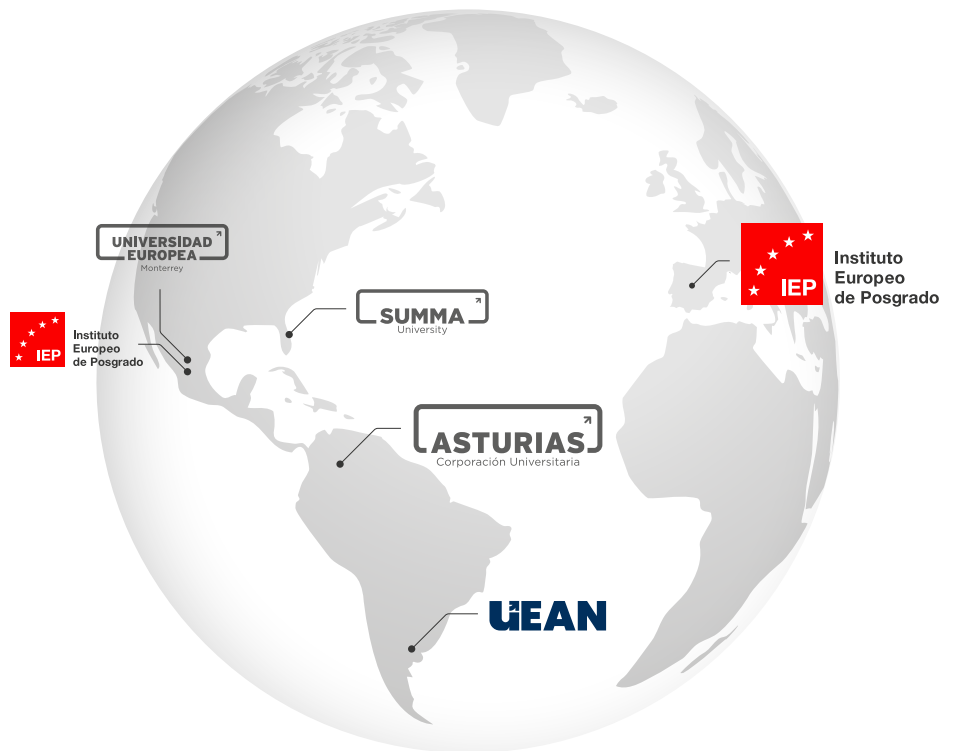 UNIVERSIDAD
EUROPEA
Monterrey
IEP
Instituto
Europeo
de Posgrado
SUMMA
University
IEP
Instituto
Europeo
de Posgrado
ASTURIAS
Corporación Universitaria
UEAN